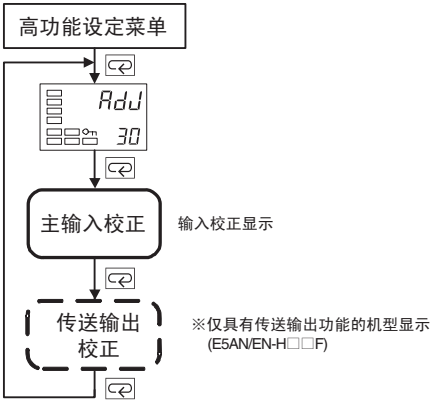 高功能设定菜单
AdJ
30
主输入校正
输入校正显示
传送输出
校正
※仅具有传送输出功能的机型显示
(E5AN/EN-H□□F)